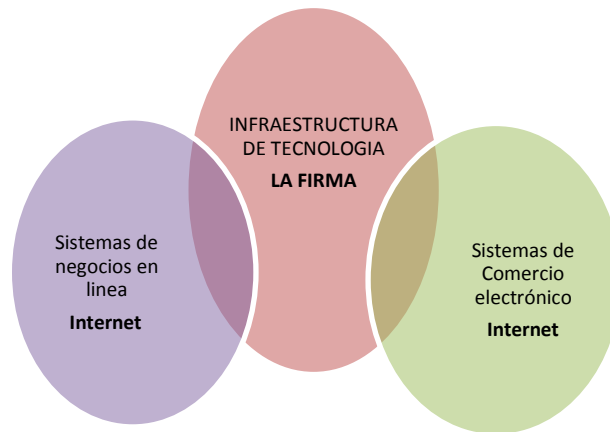 INFRAESTRUCTURA
DE TECNOLOGIA
LA FIRMA
Sistemas de
negocios en
linea
Internet
Sistemas de
Comercio
electrónico
Internet